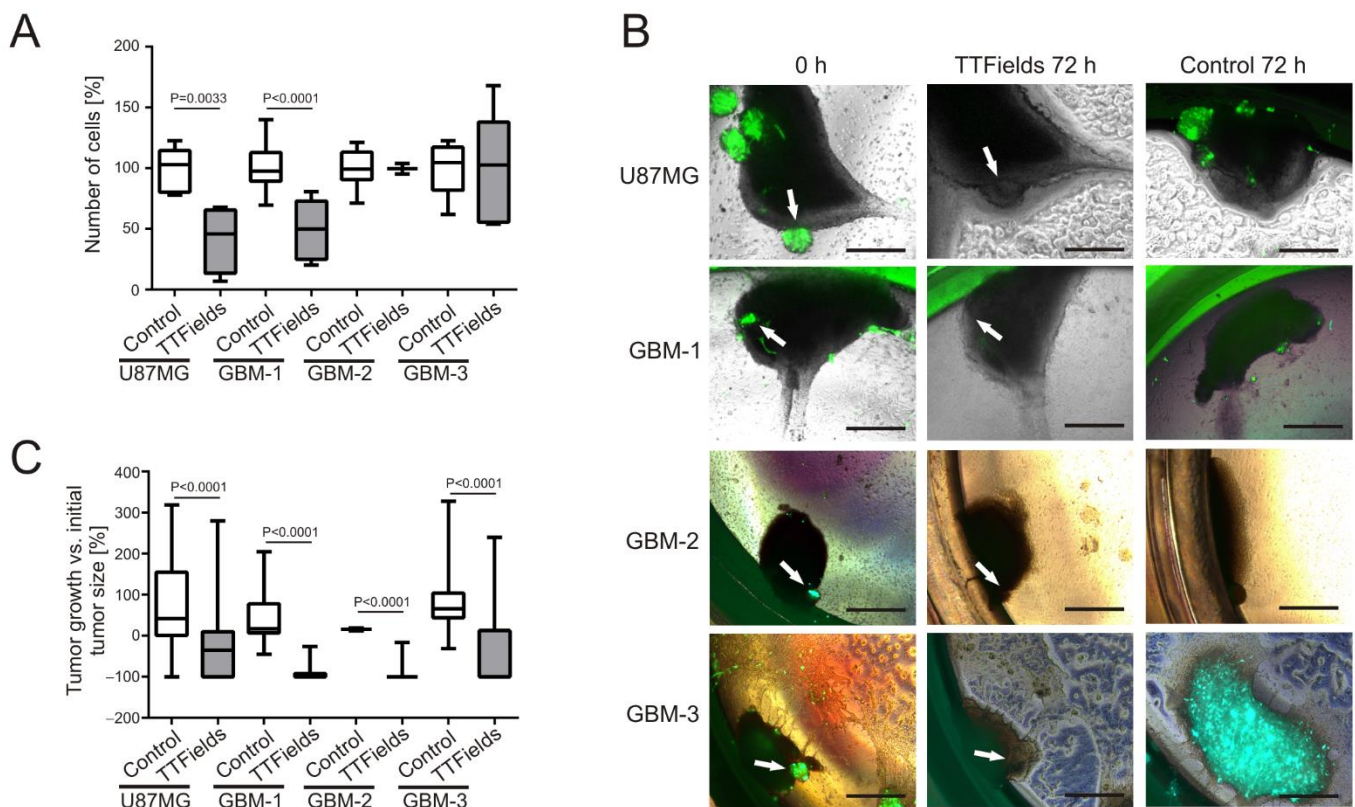 A
Number of cells [%]
200
150
100
50
0
P=0.0033
P<0.0001
Control
TTFields
Control
TTFields
Control
TTFields
Control
TTFields
U87MG
GBM-1
GBM-2
GBM-3
B
0 h
TTFields 72 h
Control 72 h
U87MG
GBM-1
GBM-2
GBM-3
C
Tumor growth vs. initial
tumor size [%]
400
300
200
100
0
−100
−200
P<0.0001
P<0.0001
P<0.0001
P<0.0001
Control
TTFields
Control
TTFields
Control
TTFields
Control
TTFields
U87MG
GBM-1
GBM-2
GBM-3